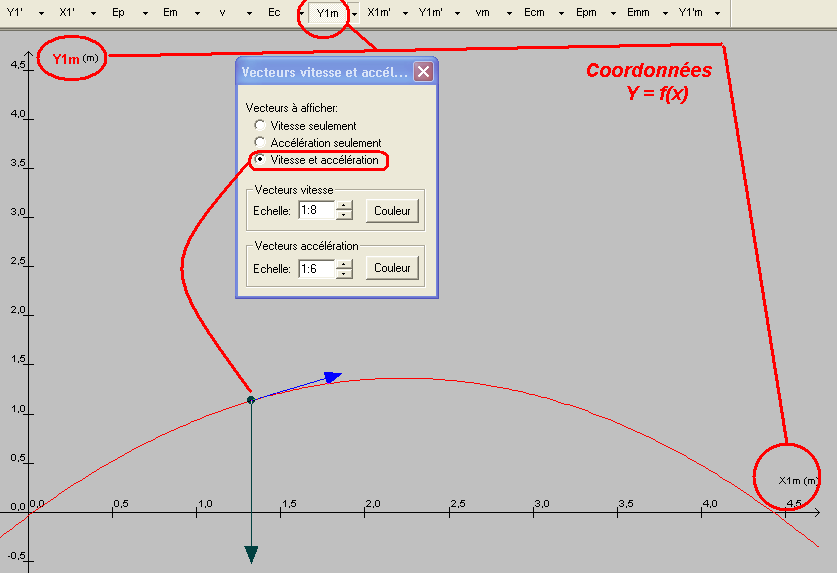 Y1' X1' Ep Em v Ec Y1m X1m' Y1m' vm Ecm Epm Emm Y1'm
Y1m (m)
Coordonnées
Y = f(x)
Vecteurs vitesse et accél...
Vecteurs à afficher:
Vitesse seulement
Accélération seulement
Vitesse et accélération
Vecteurs vitesse
Echelle: 1:8 Couleur
Vecteurs accélération
Echelle: 1:6 Couleur
4,5
4,0
3,5
3,0
2,5
2,0
1,5
1,0
0,5
0,0
-0,5
X1m (m)
0,0 0,5 1,0 1,5 2,0 2,5 3,0 3,5 4,0 4,5